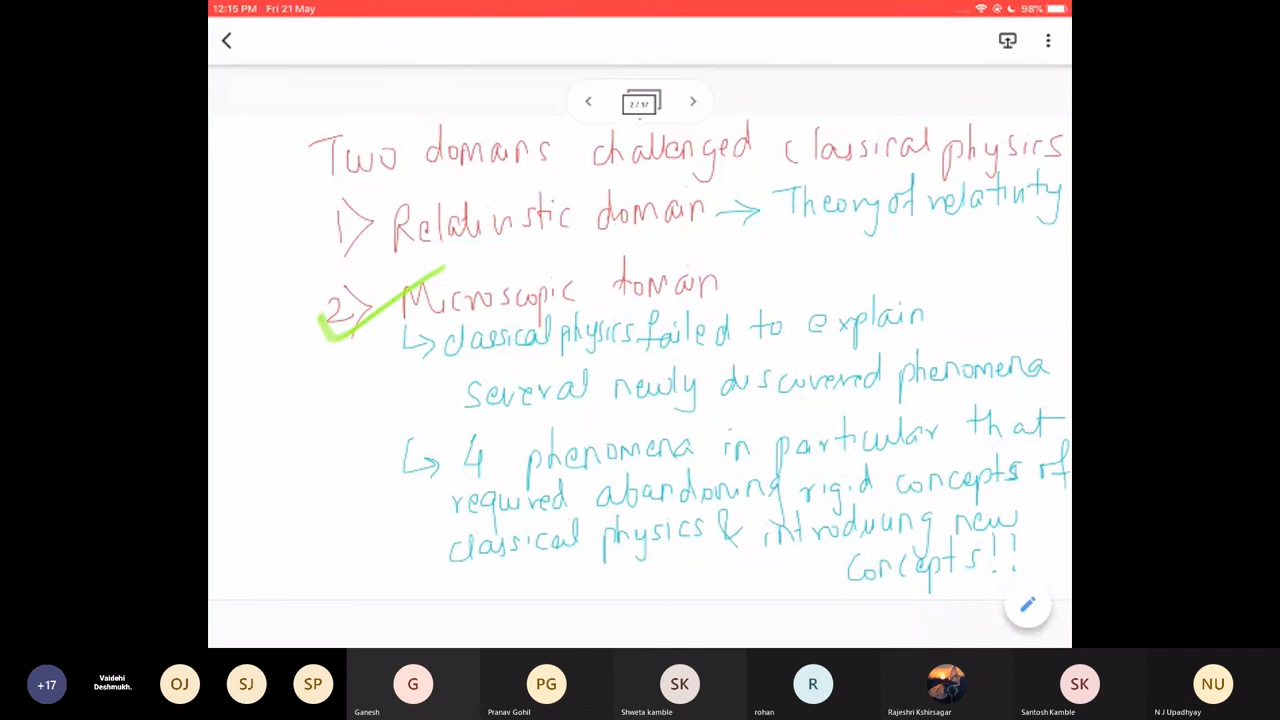 12:15 PM Fri 21 May 98%
2 / 17
Two domains challenged classical physics
1) Relativistic domain → Theory of relativity
2) Microscopic domain
↳ classical physics failed to explain
several newly discovered phenomena
↳ 4 phenomena in particular that
required abandoning rigid concepts of
classical physics & introducing new
concepts!!
+17 Vaidehi Deshmukh. OJ SJ SP G PG SK R SK NU
Ganesh Pranav Gohil Shweta kamble rohan Rajeshri Kshirsagar Santosh Kamble N J Upadhyay